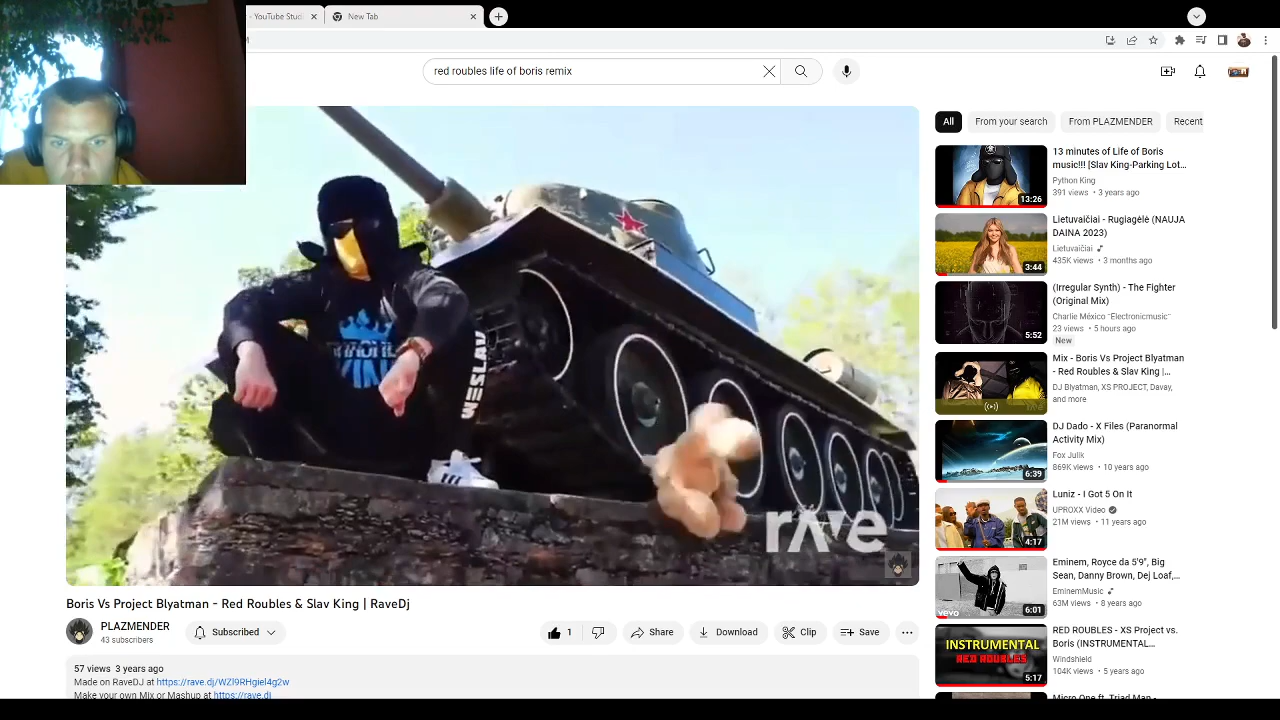 - YouTube Stud
New Tab
red roubles life of boris remix
All
From your search
From PLAZMENDER
Recent
13 minutes of Life of Boris
music!!! |Slav King-Parking Lot...
Python King
391 views • 3 years ago
13:26
Lietuvaičiai - Rugiagėlė (NAUJA
DAINA 2023)
Lietuvaičiai
435K views • 3 months ago
3:44
(Irregular Synth) - The Fighter
(Original Mix)
Charlie México ¨Electronicmusic¨
23 views • 5 hours ago
New
5:52
Mix - Boris Vs Project Blyatman
- Red Roubles & Slav King |...
DJ Blyatman, XS PROJECT, Davay,
and more
DJ Dado - X Files (Paranormal
Activity Mix)
Fox Julik
869K views • 10 years ago
6:39
Luniz - I Got 5 On It
UPROXX Video
21M views • 11 years ago
4:17
Eminem, Royce da 5'9", Big
Sean, Danny Brown, Dej Loaf,...
EminemMusic
63M views • 8 years ago
vevo
6:01
RED ROUBLES - XS Project vs.
Boris (INSTRUMENTAL...
Windshield
104K views • 5 years ago
INSTRUMENTAL
RED ROUBLES
5:17
WESLAV
rave
Boris Vs Project Blyatman - Red Roubles & Slav King | RaveDj
PLAZMENDER
43 subscribers
Subscribed
1
Share
Download
Clip
Save
57 views 3 years ago
Made on RaveDJ at https://rave.dj/WZl9RHgieI4g2w
Make your own Mix or Mashup at https://rave.dj